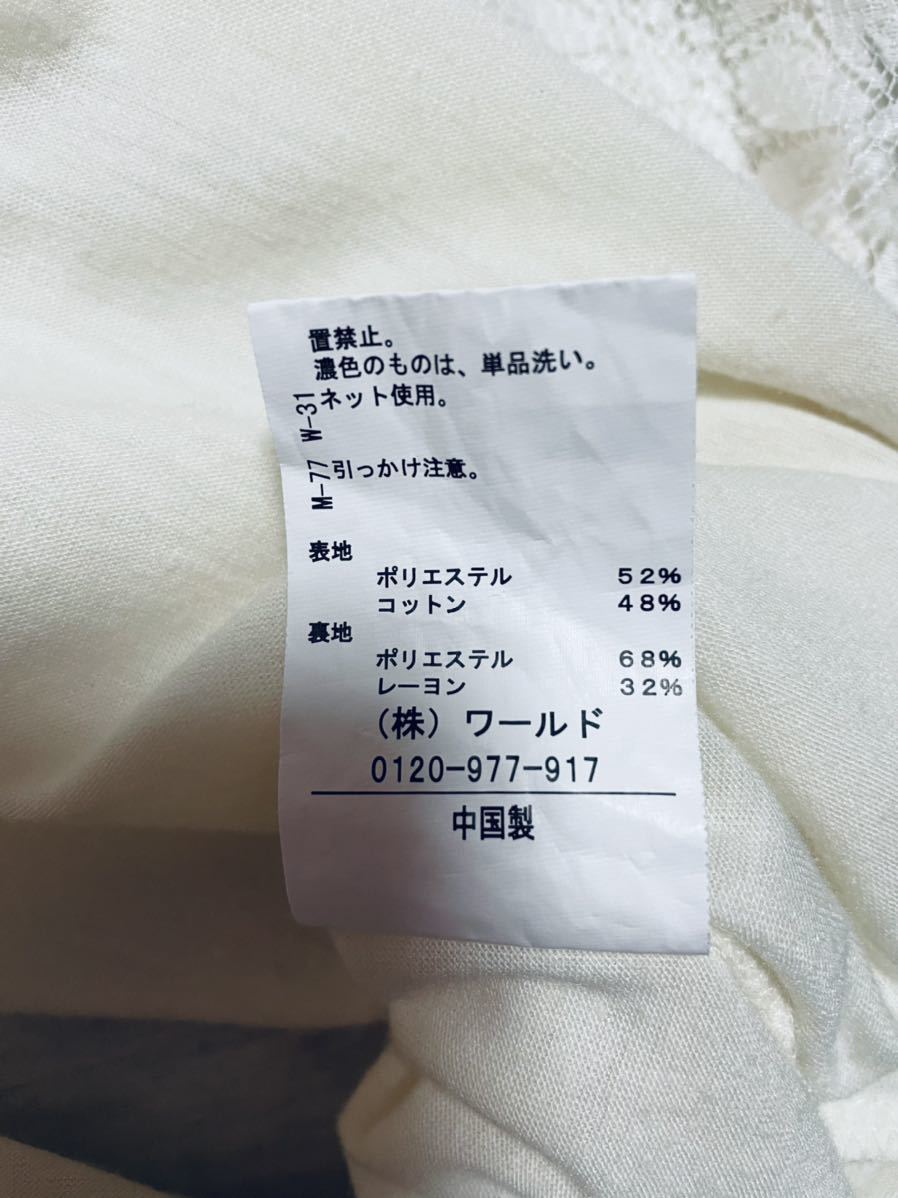 置禁止。
濃色のものは、単品洗い。
ネット使用。
引っかけ注意。
M-77 W-31
表地
ポリエステル 52%
コットン 48%
裏地
ポリエステル 68%
レーヨン 32%
(株)ワールド
0120-977-917
中国製